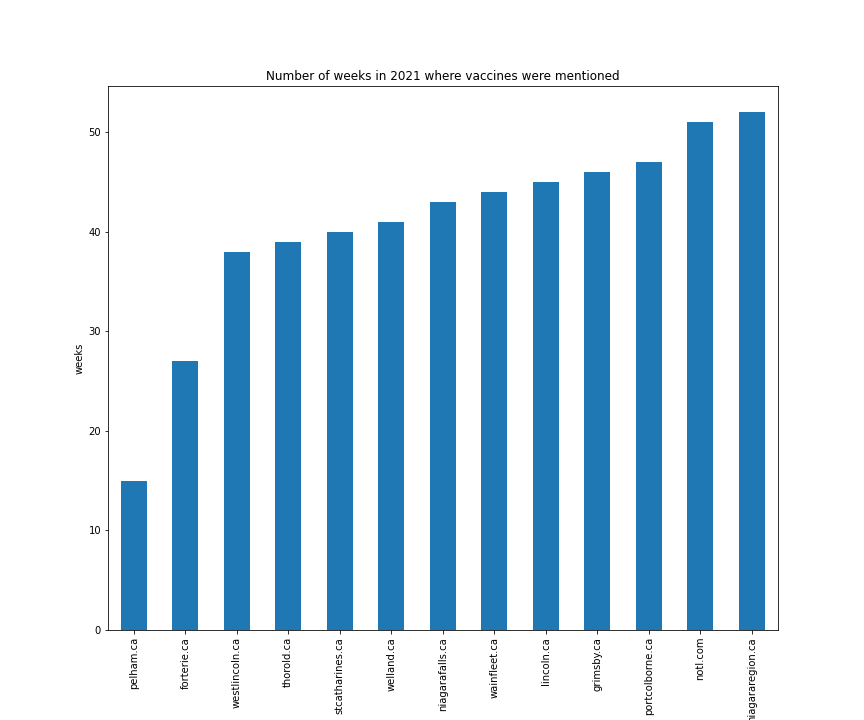 Number of weeks in 2021 where vaccines were mentioned
50
40
30
20
10
0
weeks
pelham.ca
forterie.ca
westlincoln.ca
thorold.ca
stcatharines.ca
welland.ca
niagarafalls.ca
wainfleet.ca
lincoln.ca
grimsby.ca
portcolborne.ca
notl.com
niagararegion.ca